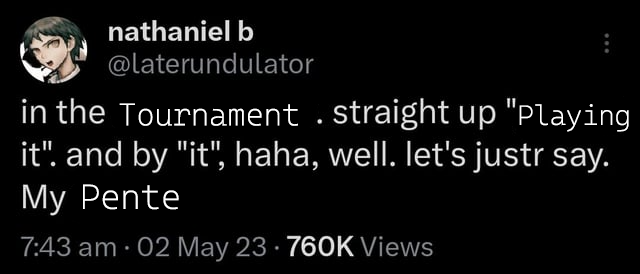 nathaniel b
@laterundulator
in the Tournament . straight up "Playing
it". and by "it", haha, well. let's justr say.
My Pente
7:43 am · 02 May 23 · 760K Views